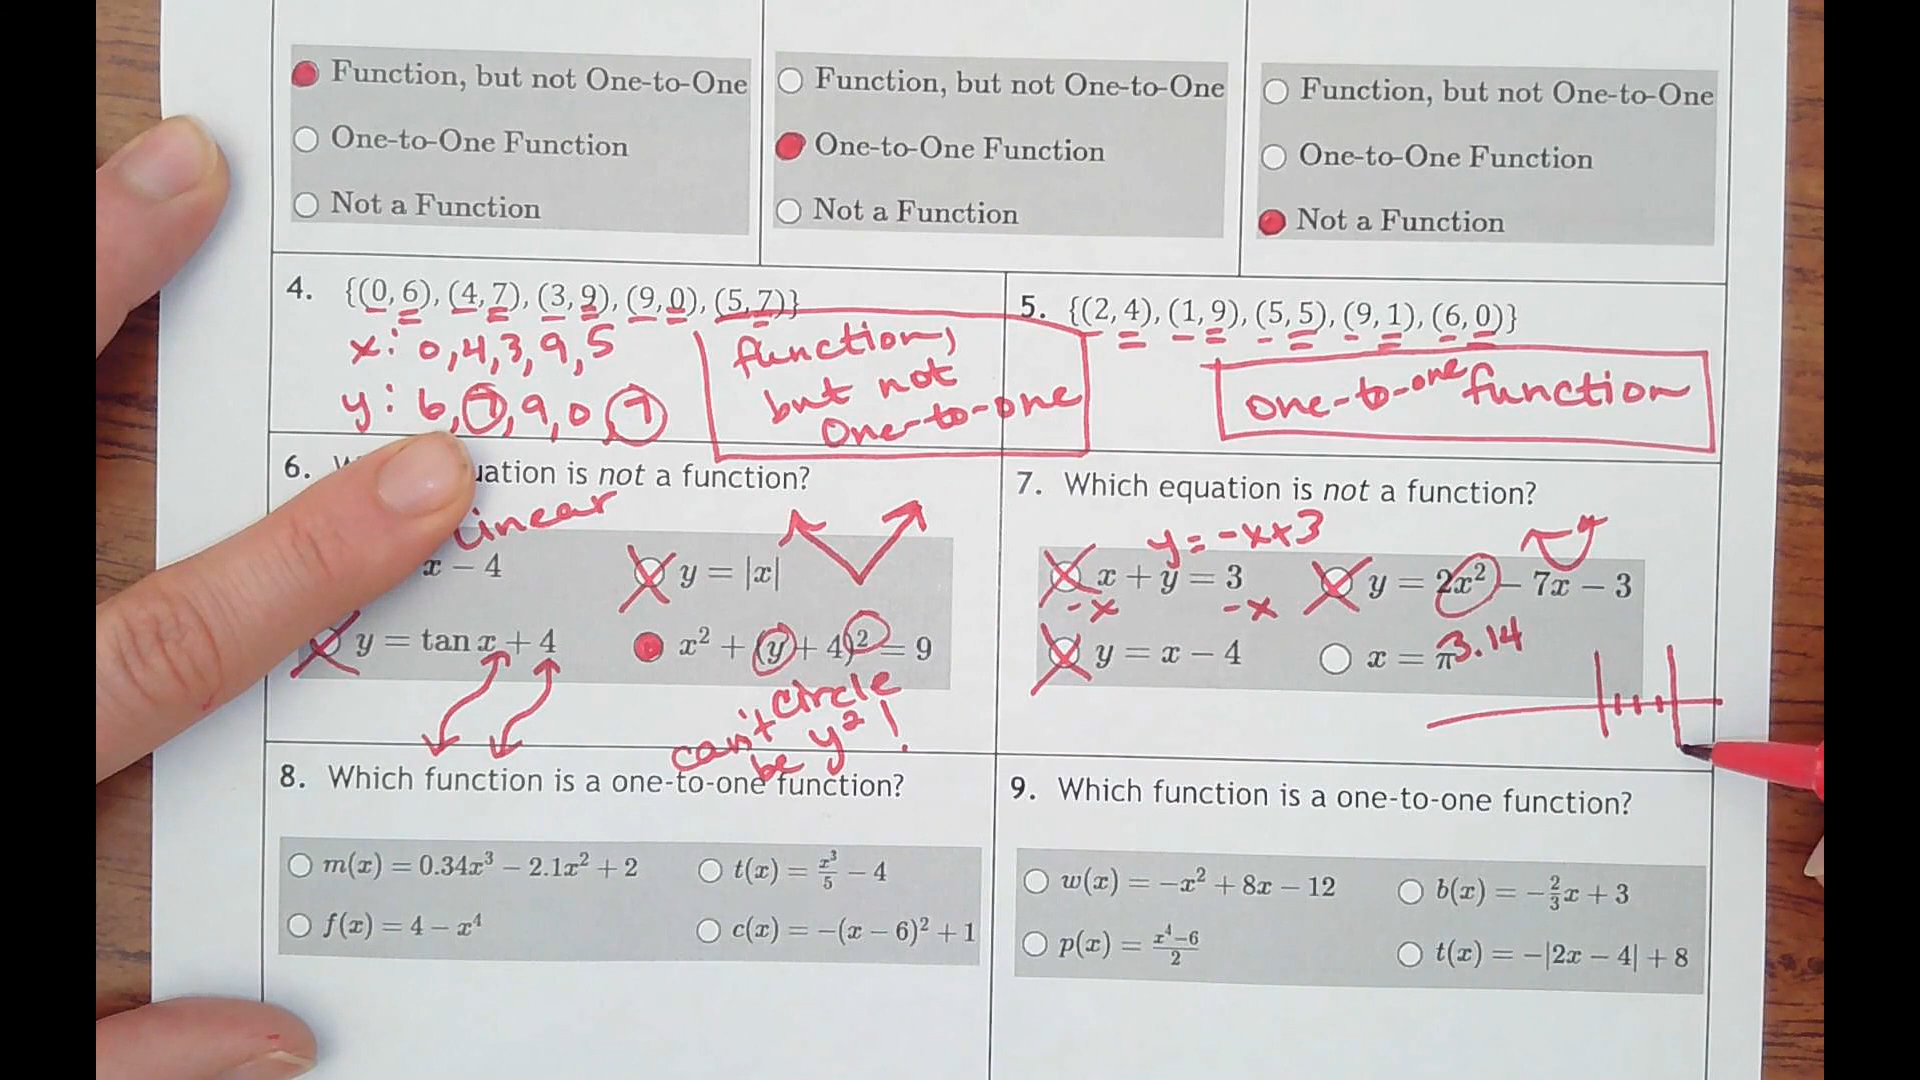 Function, but not One-to-One
One-to-One Function
Not a Function
Function, but not One-to-One
One-to-One Function
Not a Function
Function, but not One-to-One
One-to-One Function
Not a Function
4. {(0, 6), (4, 7), (3, 9), (9, 0), (5, 7)}
x: 0, 4, 3, 9, 5
y: 6, 7, 9, 0, 7
function,
but not
one-to-one
5. {(2, 4), (1, 9), (5, 5), (9, 1), (6, 0)}
one-to-one function
6. uation is not a function?
Linear
x − 4
y = |x|
y = tan x + 4
x² + (y + 4)² = 9
circle
can't
be y²!
7. Which equation is not a function?
y = -x+3
x + y = 3
-x -x
y = 2x² − 7x − 3
y = x − 4
x = π
3.14
8. Which function is a one-to-one function?
m(x) = 0.34x³ − 2.1x² + 2
t(x) = x³/5 − 4
f(x) = 4 − x⁴
c(x) = −(x − 6)² + 1
9. Which function is a one-to-one function?
w(x) = −x² + 8x − 12
b(x) = −2/3x + 3
p(x) = x⁴−6/2
t(x) = −|2x − 4| + 8